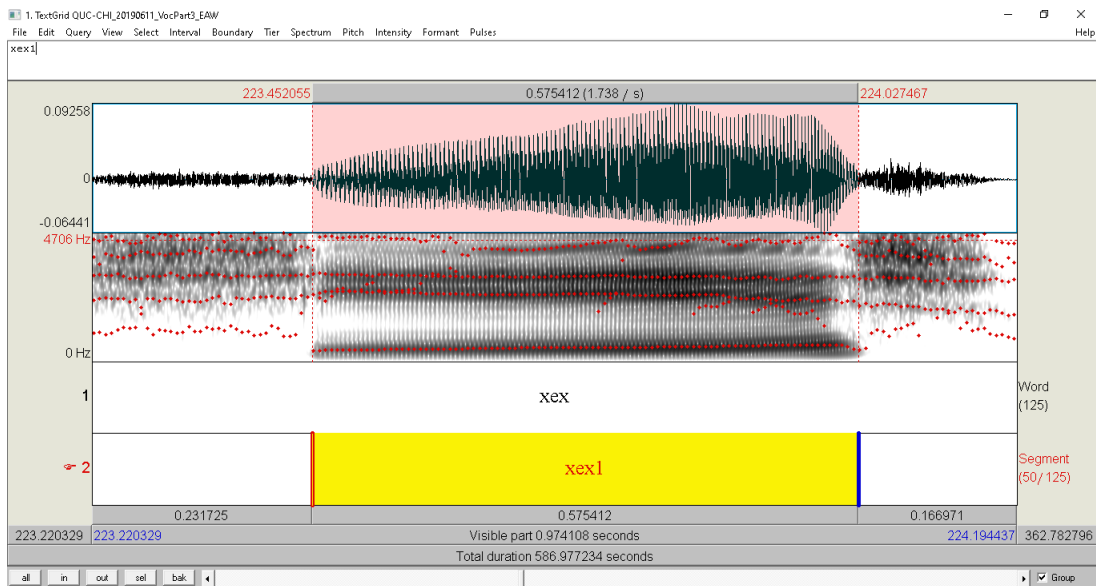 1. TextGrid QUC-CHI_20190611_VocPart3_EAW
File Edit Query View Select Interval Boundary Tier Spectrum Pitch Intensity Formant Pulses Help
xex1
223.452055 0.575412 (1.738 / s) 224.027467
0.09258
0
-0.06441
4706 Hz
0 Hz
1 xex Word
(125)
2 xex1 Segment
(50/125)
0.231725 0.575412 0.166971
223.220329 223.220329 Visible part 0.974108 seconds 224.194437 362.782796
Total duration 586.977234 seconds
all in out sel bak Group